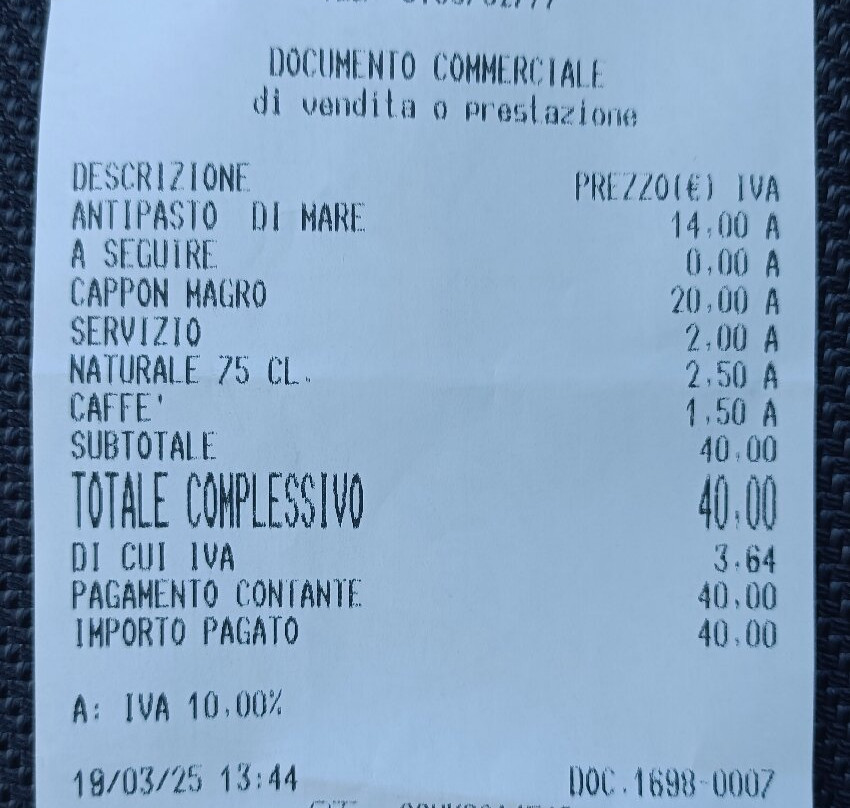 DOCUMENTO COMMERCIALE
di vendita o prestazione
DESCRIZIONE PREZZO(€) IVA
ANTIPASTO DI MARE 14,00 A
A SEGUIRE 0,00 A
CAPPON MAGRO 20,00 A
SERVIZIO 2,00 A
NATURALE 75 CL. 2,50 A
CAFFE' 1,50 A
SUBTOTALE 40,00
TOTALE COMPLESSIVO 40,00
DI CUI IVA 3,64
PAGAMENTO CONTANTE 40,00
IMPORTO PAGATO 40,00
A: IVA 10,00%
19/03/25 13:44 DOC.1698-0007